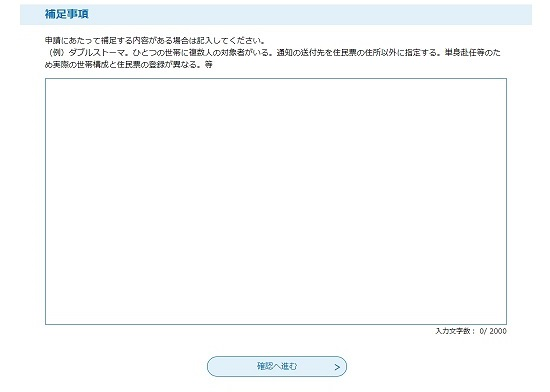 補足事項
申請にあたって補足する内容がある場合は記入してください。
（例）ダブルストーマ。ひとつの世帯に複数人の対象者がいる。通知の送付先を住民票の住所以外に指定する。単身赴任等のた
め実際の世帯構成と住民票の登録が異なる。等
入力文字数： 0/ 2000
確認へ進む